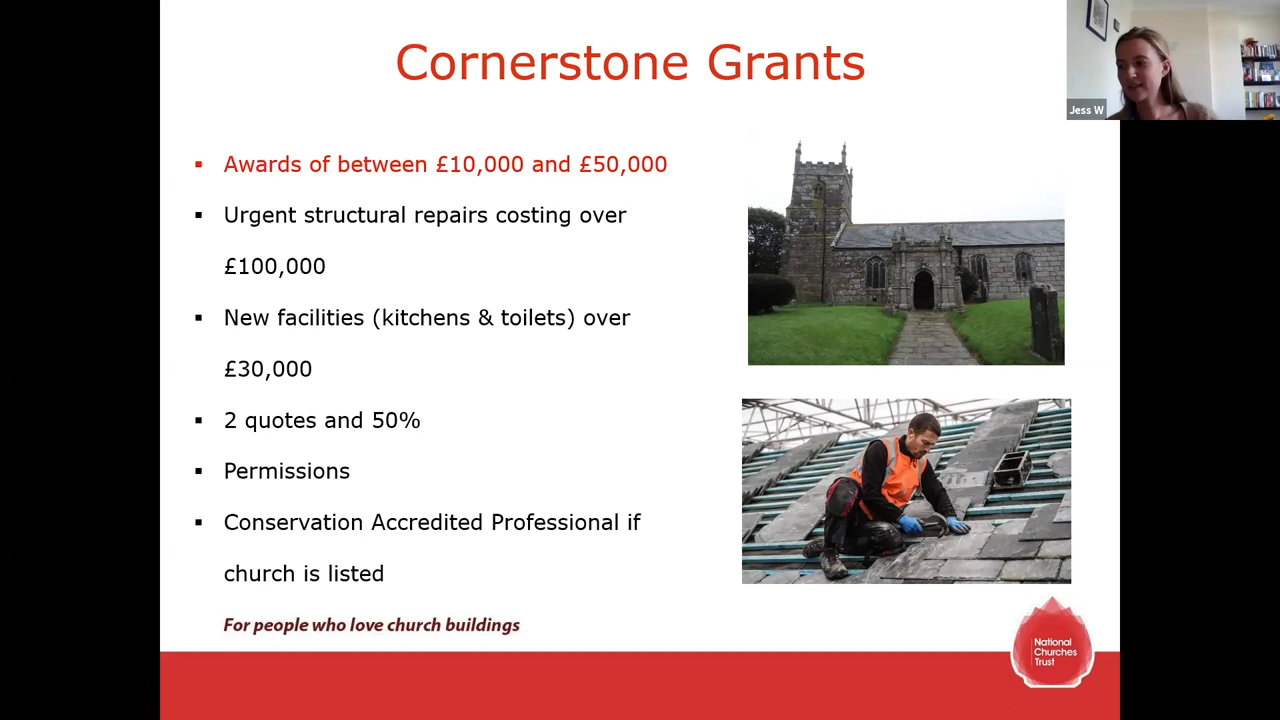 Cornerstone Grants
Jess W
▪ Awards of between £10,000 and £50,000
▪ Urgent structural repairs costing over
£100,000
▪ New facilities (kitchens & toilets) over
£30,000
▪ 2 quotes and 50%
▪ Permissions
▪ Conservation Accredited Professional if
church is listed
For people who love church buildings
National
Churches
Trust